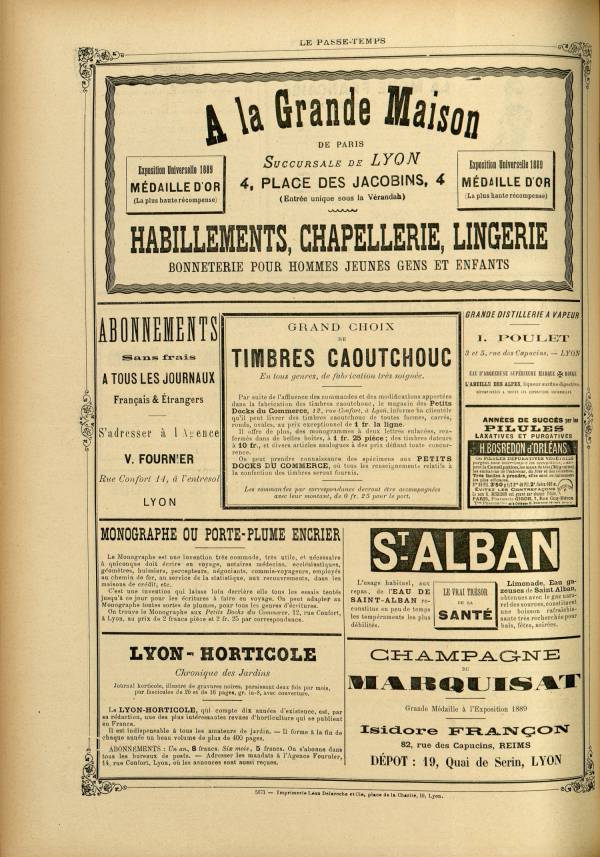 LE PASSE-TEMPS
A la Grande Maison
DE PARIS
SUCCURSALE DE LYON
4, PLACE DES JACOBINS, 4
(Entrée unique sous la Vérandah)
Exposition Universelle 1889
MÉDAILLE D'OR
(La plus haute récompense)
Exposition Universelle 1889
MÉDAILLE D'OR
(La plus haute récompense)
HABILLEMENTS, CHAPELLERIE, LINGERIE
BONNETERIE POUR HOMMES JEUNES GENS ET ENFANTS
ABONNEMENTS
Sans frais
A TOUS LES JOURNAUX
Français & Étrangers
S'adresser à l'Agence
V. FOURNIER
Rue Confort 14, à l'entresol
LYON
GRAND CHOIX
DE
TIMBRES CAOUTCHOUC
En tous genres, de fabrication très soignée.
Par suite de l'affluence des commandes et des modifications apportées
dans la fabrication des timbres caoutchouc, le magasin des Petits
Docks du Commerce, 12, rue Confort, à Lyon, informe sa clientèle
qu'il peut livrer des timbres caoutchouc de toutes formes, carrés,
ronds, ovales, au prix exceptionnel de 1 fr. la ligne.
Il offre de plus, des monogrammes à deux lettres enlacées, ren-
fermés dans de belles boîtes, à 1 fr. 25 pièce; des timbres dateurs
à 10 fr., et divers articles analogues à des prix défiant toute concur-
rence.
On peut prendre connaissance des spécimens aux PETITS
DOCKS DU COMMERCE, où tous les renseignements relatifs à
la confection des timbres seront fournis.
Les commandes par correspondance devront être accompagnées
avec leur montant, de 0 fr. 25 pour le port.
GRANDE DISTILLERIE A VAPEUR
I. POULET
3 et 5, rue des Capucins. — LYON
EAU D'ARQUEBUSE SUPÉRIEURE MARQUE ROUGE
L'ABEILLE DES ALPES, liqueur exquise digestive
ANNÉES DE SUCCÈS par les
PILULES
LAXATIVES ET PURGATIVES
H. BOSREDON d'ORLÉANS
MONOGRAPHE OU PORTE-PLUME ENCRIER
Le Monographe est une invention très commode, très utile, et nécessaire
à quiconque doit écrire en voyage, notaires médecins, ecclésiastiques,
géomètres, huissiers, percepteurs, négociants, commis-voyageurs, employés
au chemin de fer, au service de la statistique, aux recouvrements, dans les
maisons de crédit, etc.
C'est une invention qui laisse loin derrière elle tous les essais tentés
jusqu'à ce jour pour les écritures à faire en voyage. On peut adapter au
Monographe toutes sortes de plumes, pour tous les genres d'écritures.
On trouve le Monographe aux Petits Docks du Commerce, 12, rue Confort,
à Lyon, au prix de 2 francs pièce et 2 fr. 25 par correspondance.
ST-ALBAN
L'usage habituel, aux
repas, de l'EAU DE
SAINT-ALBAN re-
constitue en peu de temps
les tempéraments les plus
débilités.
LE VRAI TRÉSOR
DE LA
SANTÉ
Limonade, Eau ga-
zeuses de Saint Alban,
obtenues avec le gaz natu-
rel des sources, constituent
une boisson rafraîchis-
sante très recherchée pour
bals, fêtes, soirées.
LYON-HORTICOLE
Chronique des Jardins
Journal horticole, illustré de gravures noires, paraissant deux fois par mois,
par fascicules de 20 et de 16 pages, gr. in-8, avec couverture.
Le LYON-HORTICOLE, qui compte dix années d'existence, est, par
sa rédaction, une des plus intéressantes revues d'horticulture qui se publient
en France.
Il est indispensable à tous les amateurs de jardin. — Il forme à la fin de
chaque année un beau volume de plus de 400 pages.
ABONNEMENTS : Un an, 8 francs. Six mois, 5 francs. On s'abonne dans
tous les bureaux de postes. — Adresser les mandats à l'Agence Fournier,
14, rue Confort, Lyon, où les annonces sont aussi reçues.
CHAMPAGNE
DU
MARQUISAT
Grande Médaille à l'Exposition 1889
Isidore FRANÇON
82, rue des Capucins, REIMS
DÉPOT : 19, Quai de Serin, LYON
5673 — Imprimerie Léon Delaroche et Cie, place de la Charité, 10, Lyon.